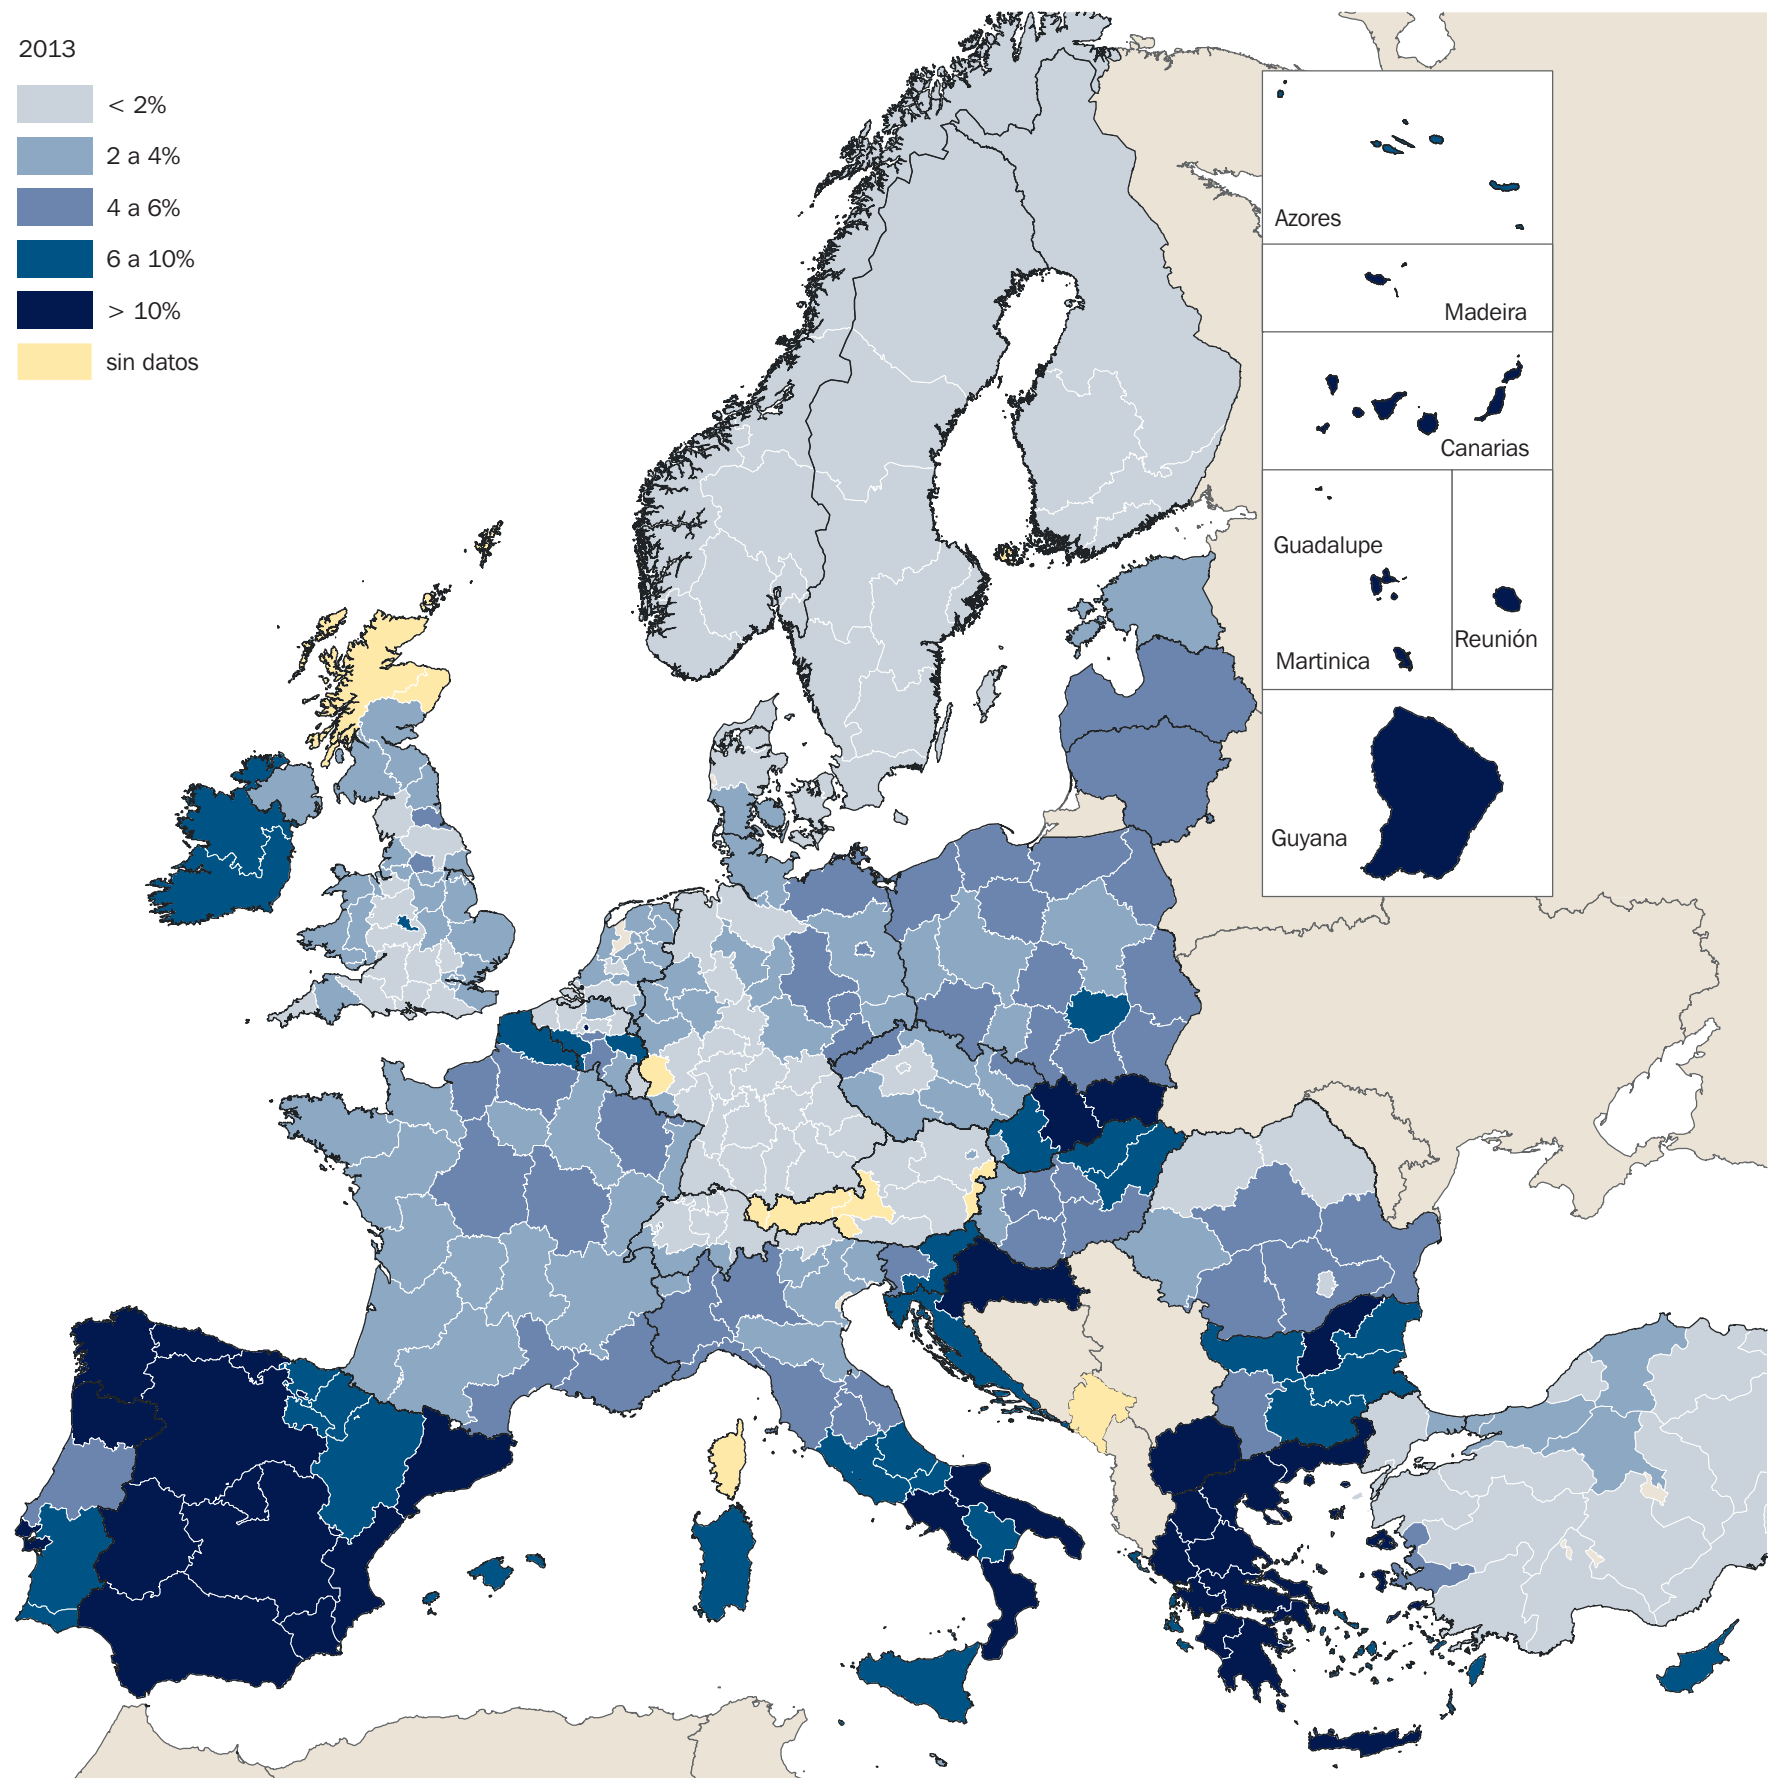 2013
< 2%
2 a 4%
4 a 6%
6 a 10%
> 10%
sin datos
Azores
Madeira
Canarias
Guadalupe
Reunión
Martinica
Guyana